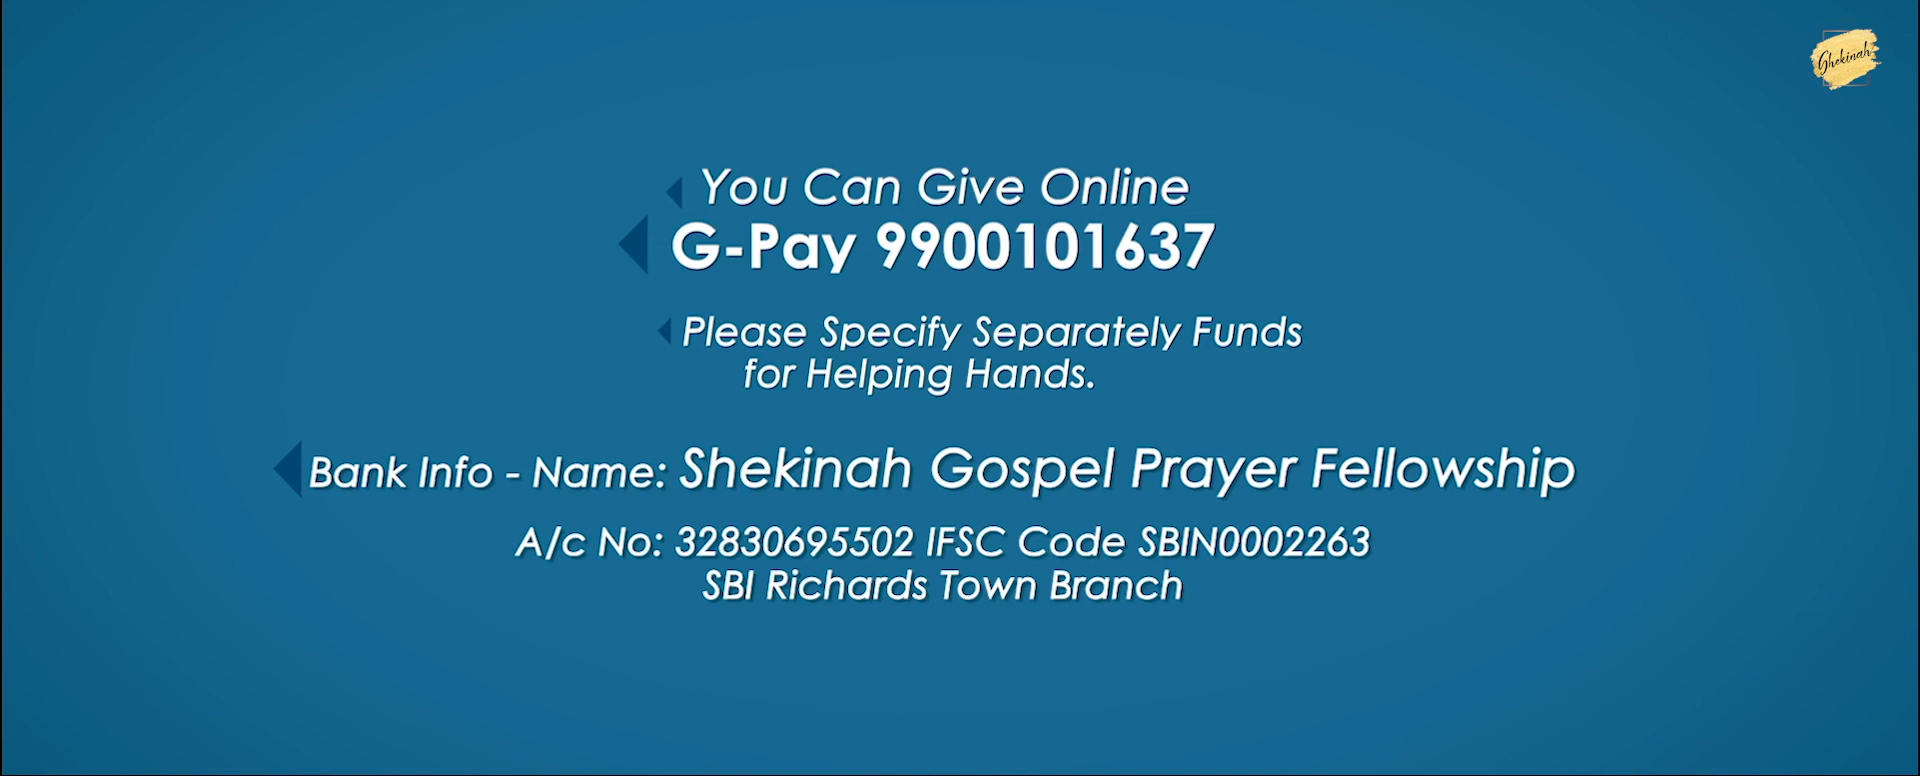 Shekinah
You Can Give Online
G-Pay 9900101637
Please Specify Separately Funds
for Helping Hands.
Bank Info - Name: Shekinah Gospel Prayer Fellowship
A/c No: 32830695502 IFSC Code SBIN0002263
SBI Richards Town Branch